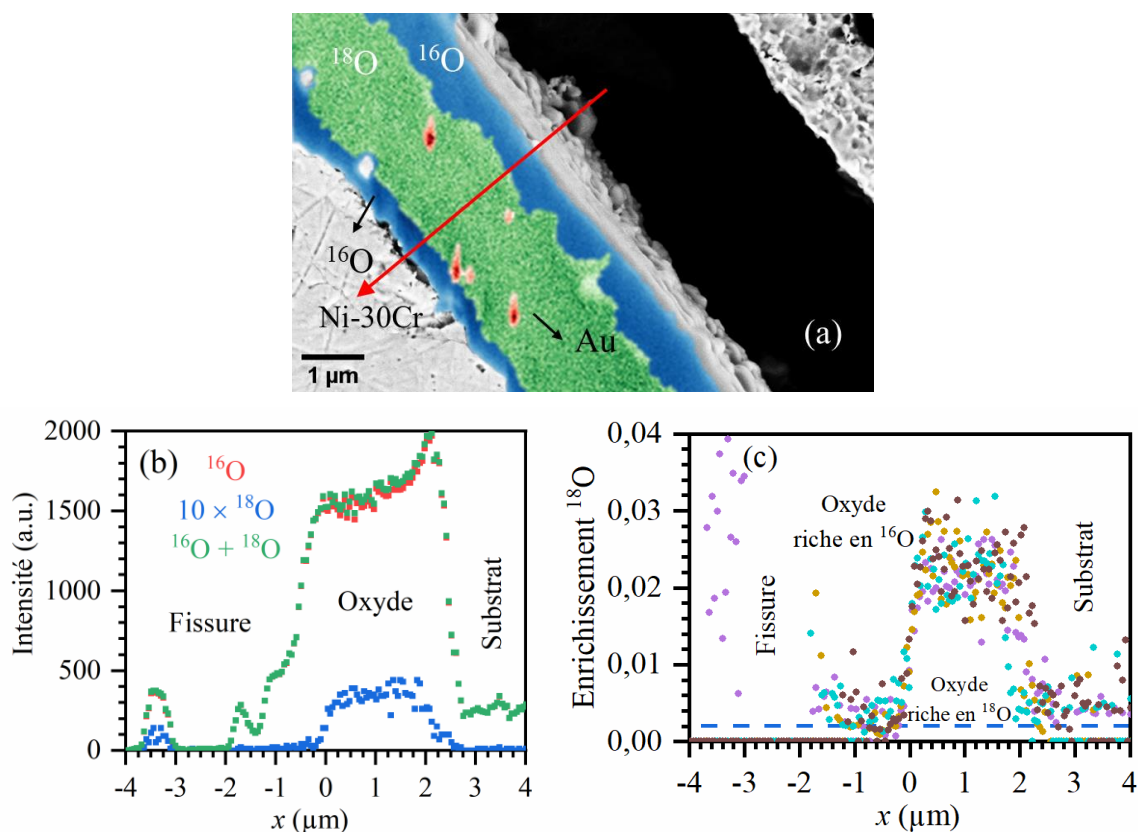 ¹⁸O
¹⁶O
¹⁶O
Ni-30Cr
Au
(a)
1 µm
(b)
¹⁶O
10 × ¹⁸O
¹⁶O + ¹⁸O
Fissure
Oxyde
Substrat
Intensité (a.u.)
2000
1500
1000
500
0
-4 -3 -2 -1 0 1 2 3 4
x (µm)
(c)
Oxyde
riche en ¹⁶O
Fissure
Substrat
Oxyde
riche en ¹⁸O
Enrichissement ¹⁸O
0,04
0,03
0,02
0,01
0,00
-4 -3 -2 -1 0 1 2 3 4
x (µm)